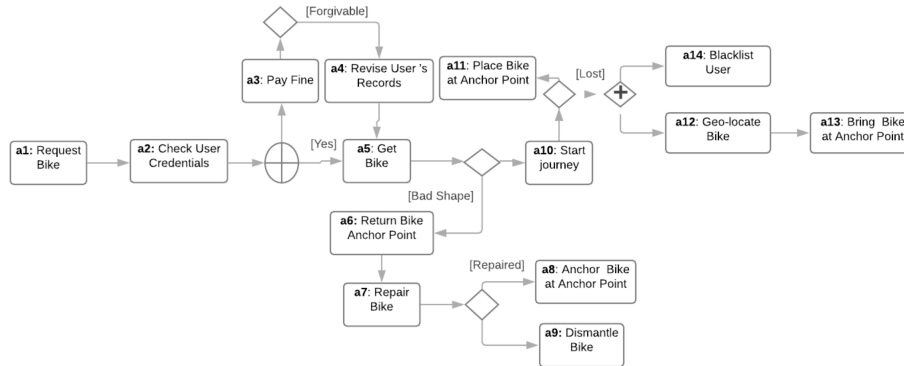 [Forgivable]
a3: Pay Fine
a4: Revise User 's
Records
a11: Place Bike
at Anchor Point
[Lost]
a14: Blacklist
User
a1: Request
Bike
a2: Check User
Credentials
[Yes]
a5: Get
Bike
a10: Start
journey
a12: Geo-locate
Bike
a13: Bring Bike
at Anchor Point
[Bad Shape]
a6: Return Bike
Anchor Point
a7: Repair
Bike
[Repaired]
a8: Anchor Bike
at Anchor Point
a9: Dismantle
Bike